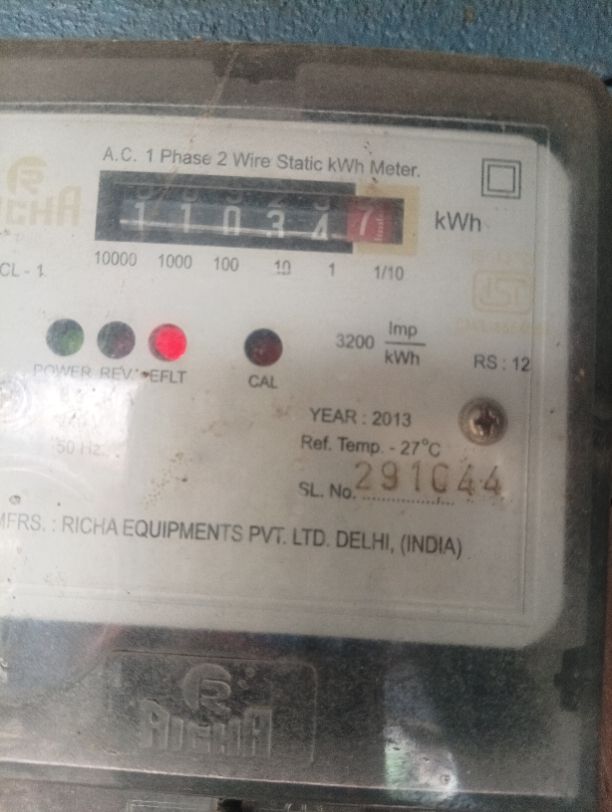 A.C. 1 Phase 2 Wire Static kWh Meter.
RICHA
1 1 0 3 4 7 kWh
CL - 1
10000 1000 100 10 1 1/10
3200 Imp/kWh
POWER REV. EFLT
CAL
RS : 12
YEAR : 2013
50 Hz.
Ref. Temp. - 27°C
SL. No. 291044
MFRS. : RICHA EQUIPMENTS PVT. LTD. DELHI, (INDIA)
RICHA